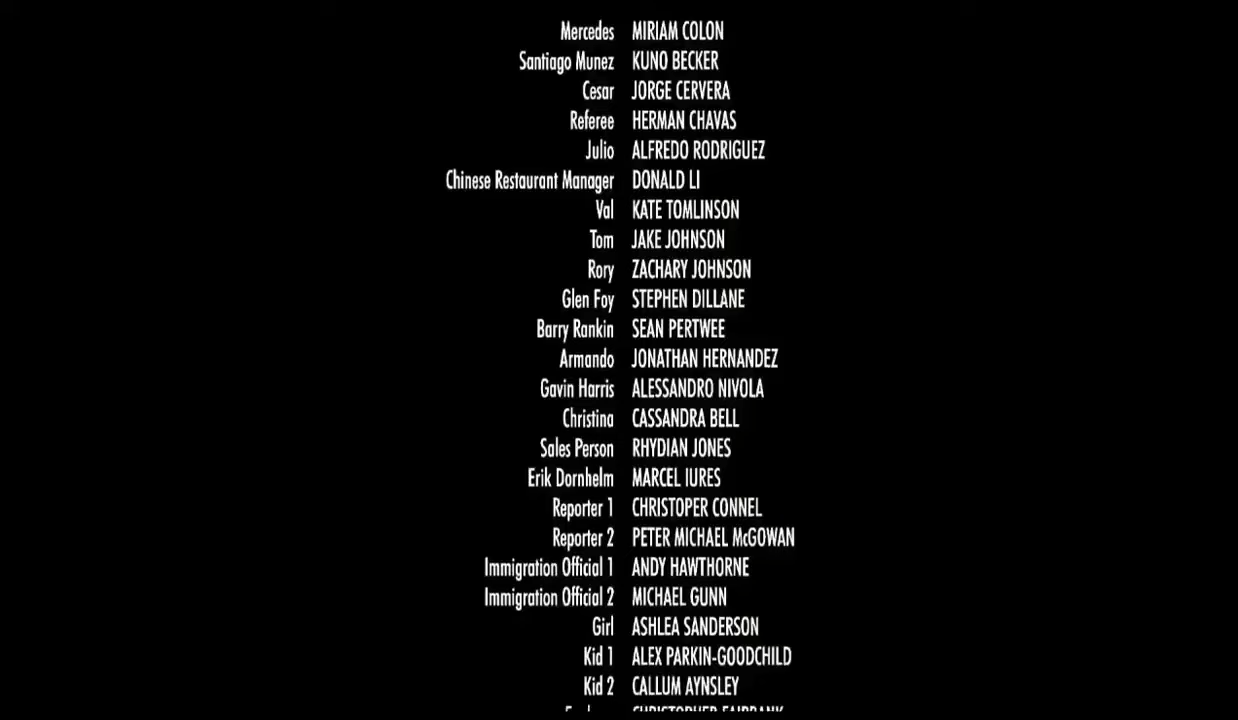 Mercedes MIRIAM COLON
Santiago Munez KUNO BECKER
Cesar JORGE CERVERA
Referee HERMAN CHAVAS
Julio ALFREDO RODRIGUEZ
Chinese Restaurant Manager DONALD LI
Val KATE TOMLINSON
Tom JAKE JOHNSON
Rory ZACHARY JOHNSON
Glen Foy STEPHEN DILLANE
Barry Rankin SEAN PERTWEE
Armando JONATHAN HERNANDEZ
Gavin Harris ALESSANDRO NIVOLA
Christina CASSANDRA BELL
Sales Person RHYDIAN JONES
Erik Dornhelm MARCEL IURES
Reporter 1 CHRISTOPER CONNEL
Reporter 2 PETER MICHAEL McGOWAN
Immigration Official 1 ANDY HAWTHORNE
Immigration Official 2 MICHAEL GUNN
Girl ASHLEA SANDERSON
Kid 1 ALEX PARKIN-GOODCHILD
Kid 2 CALLUM AYNSLEY
CHRISTOPHER FAIRBANK